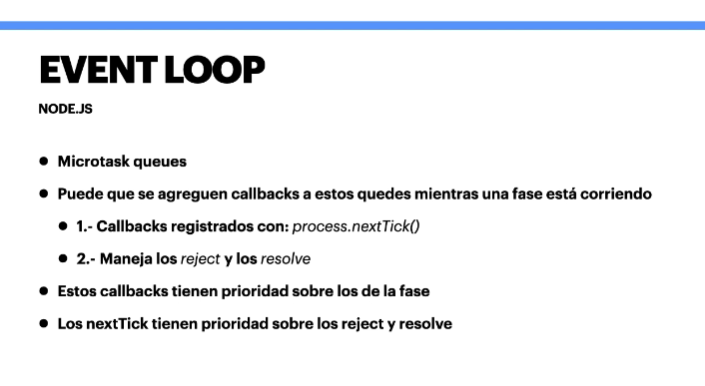 EVENT LOOP
NODE.JS
● Microtask queues
● Puede que se agreguen callbacks a estos quedes mientras una fase está corriendo
● 1.- Callbacks registrados con: process.nextTick()
● 2.- Maneja los reject y los resolve
● Estos callbacks tienen prioridad sobre los de la fase
● Los nextTick tienen prioridad sobre los reject y resolve